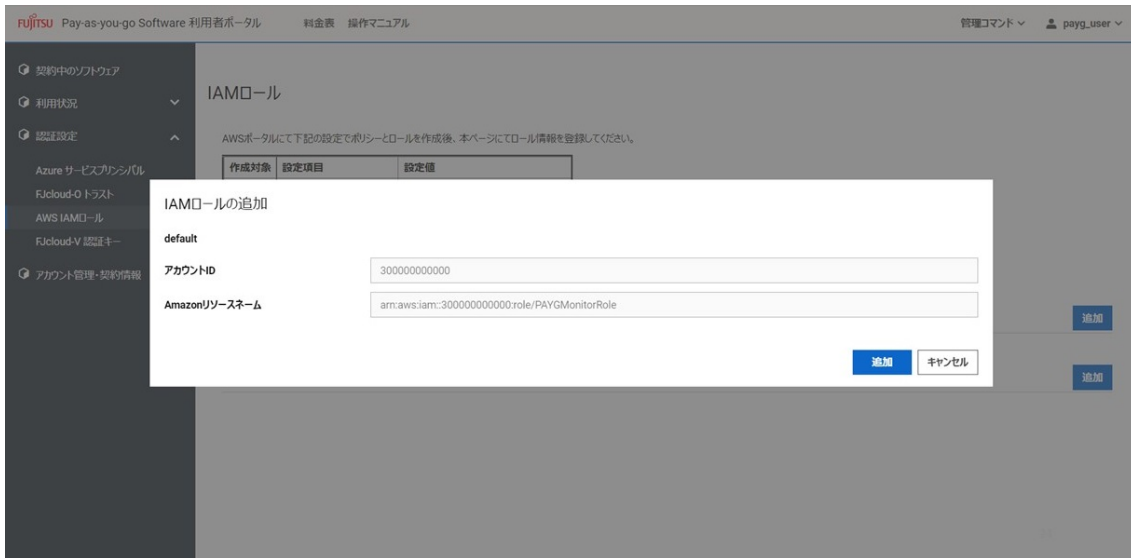 FUJITSU Pay-as-you-go Software 利用者ポータル 料金表 操作マニュアル 管理コマンド payg_user
契約中のソフトウェア
利用状況
認証設定
Azure サービスプリンシパル
FJcloud-O トラスト
AWS IAMロール
FJcloud-V 認証キー
アカウント管理・契約情報
IAMロール
AWSポータルにて下記の設定でポリシーとロールを作成後、本ページにてロール情報を登録してください。
作成対象 設定項目 設定値
IAMロールの追加
default
アカウントID 300000000000
Amazonリソースネーム arn:aws:iam::300000000000:role/PAYGMonitorRole
追加 キャンセル
追加
追加